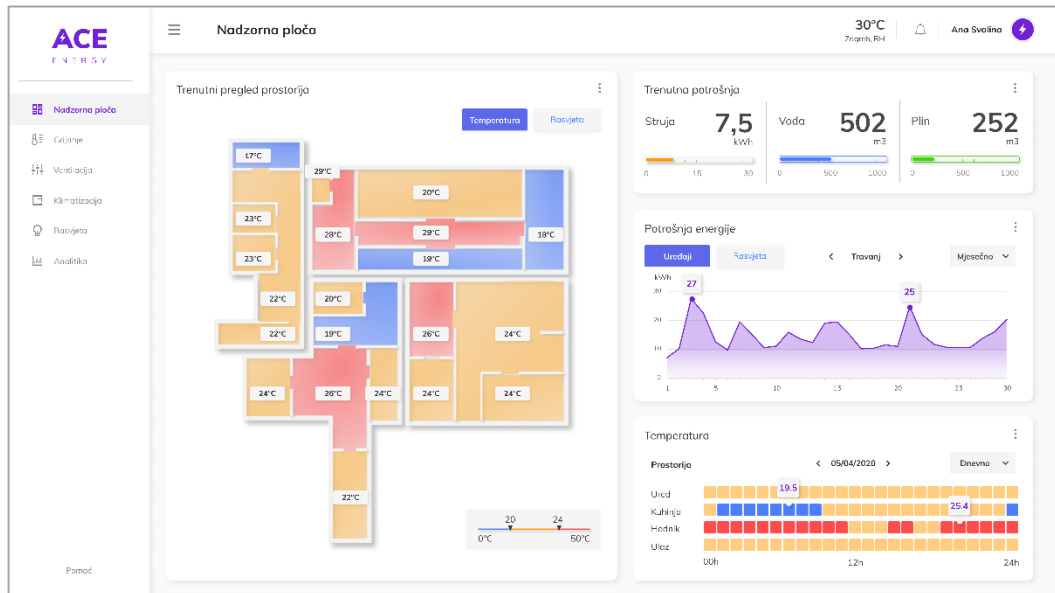 ACE
ENERGY
Nadzorna ploča
30°C
Zagreb, RH
Ana Svalina
Nadzorna ploča
Grijanje
Ventilacija
Klimatizacija
Rasvjeta
Analitika
Pomoć
Trenutni pregled prostorija
Temperatura Rasvjeta
17°C
29°C
20°C
23°C
28°C 29°C 18°C
23°C 19°C
22°C 20°C
22°C 19°C 26°C 24°C
24°C 26°C 24°C 24°C 24°C
22°C
20 24
0°C 50°C
Trenutna potrošnja
Struja 7,5
kWh
0 15 30
Voda 502
m3
0 500 1000
Plin 252
m3
0 500 1000
Potrošnja energije
Uređaji Rasvjeta Travanj Mjesečno
kWh
30
27
25
20
10
0
1 5 10 15 20 25 30
Temperatura
Prostorija 05/04/2020 Dnevno
Ured
19.5
Kuhinja
25.4
Hodnik
Ulaz
00h 12h 24h